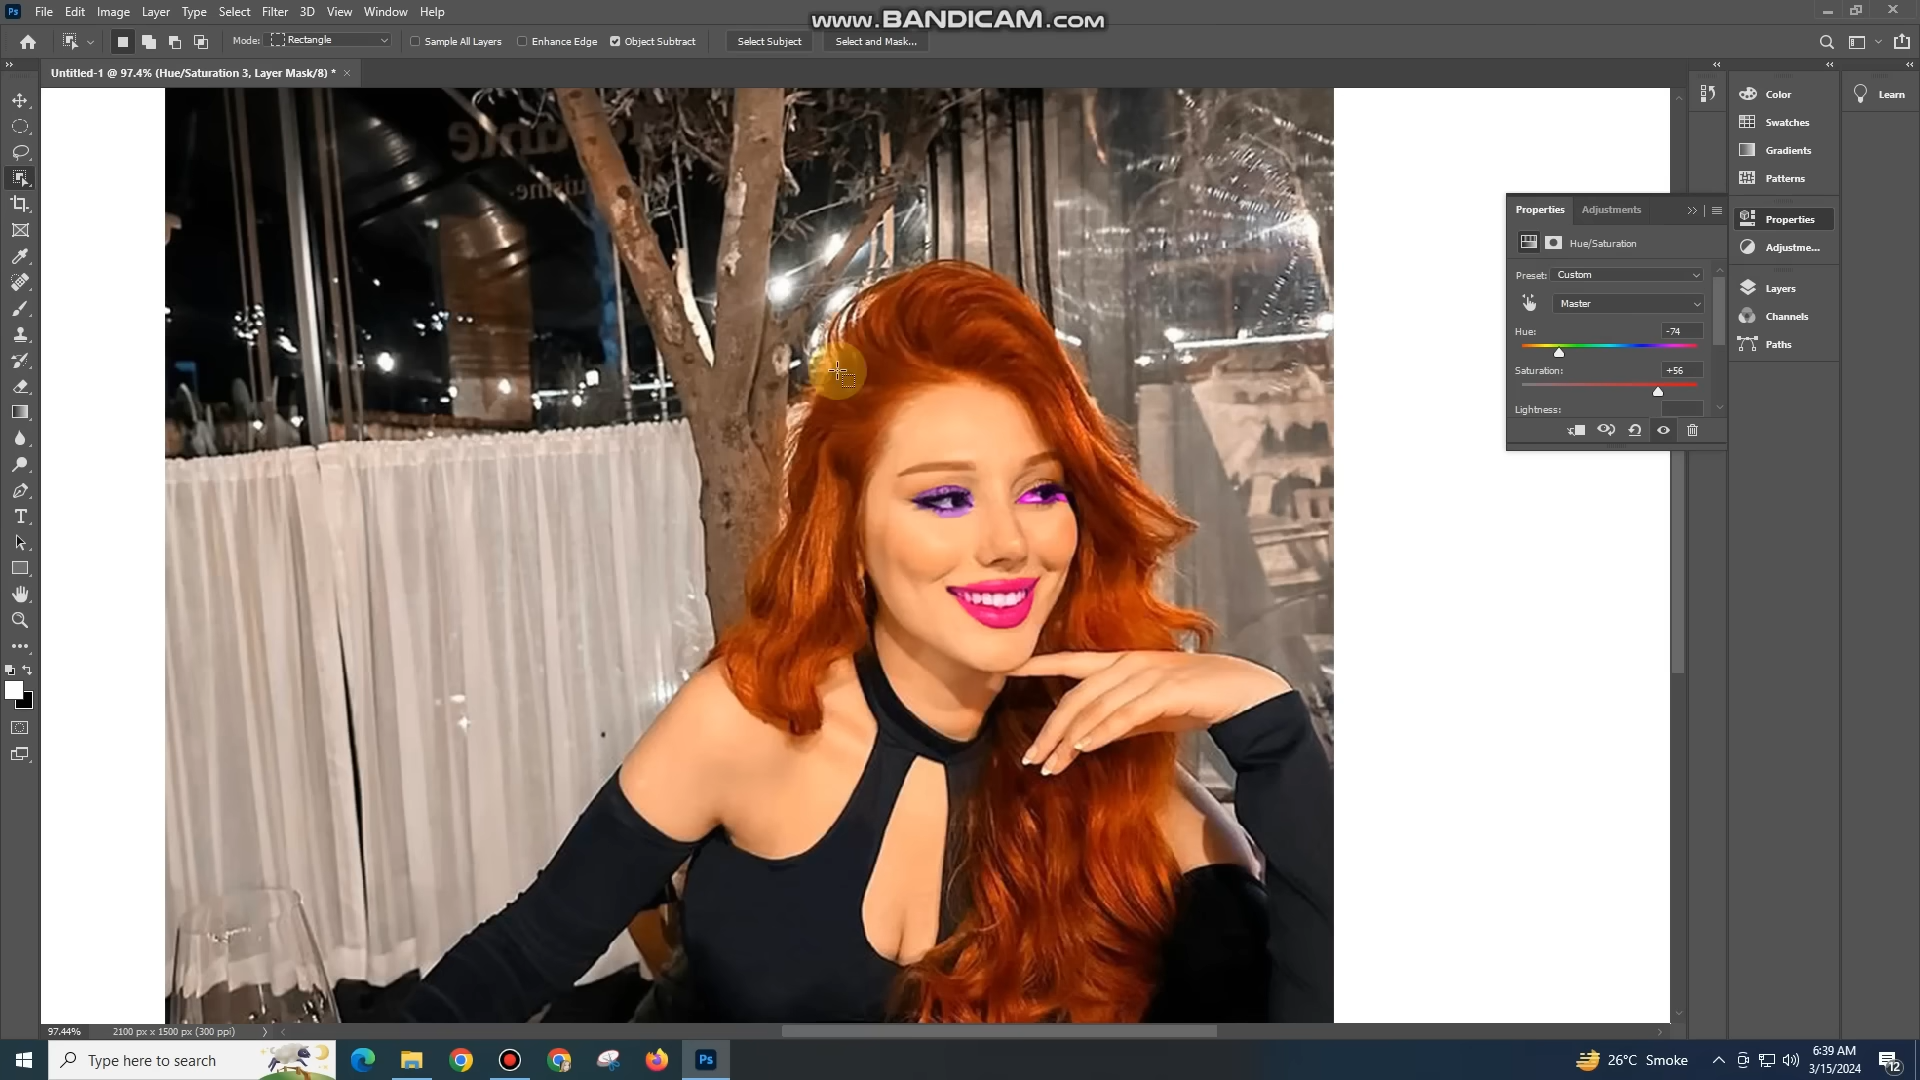 Ps File Edit Image Layer Type Select Filter 3D View Window Help
www.BANDICAM.com
Mode: Rectangle Sample All Layers Enhance Edge Object Subtract Select Subject Select and Mask...
Untitled-1 @ 97.4% (Hue/Saturation 3, Layer Mask/8) *
Color
Learn
Swatches
Gradients
Patterns
Properties Adjustments
Properties
Hue/Saturation
Adjustme...
Preset: Custom
Layers
Master
Channels
Hue: -74
Paths
Saturation: +56
Lightness:
97.44% 2100 px x 1500 px (300 ppi)
Type here to search
Ps
26°C Smoke
6:39 AM
3/15/2024
12